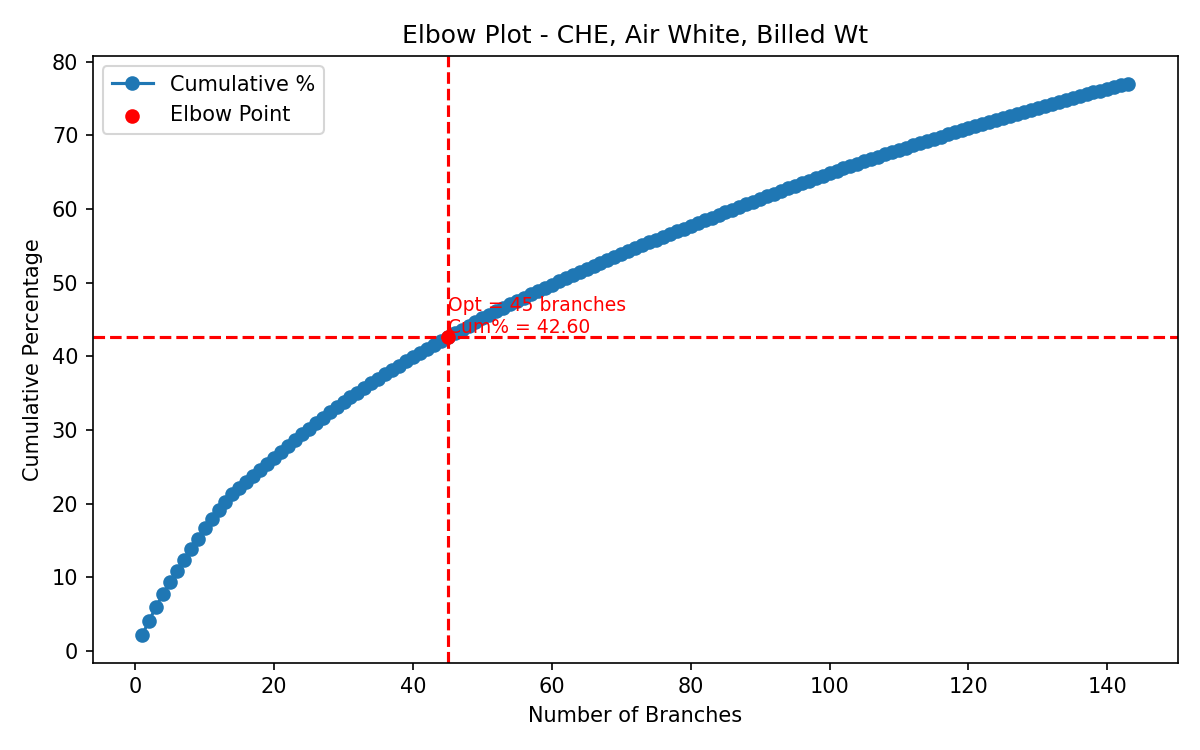 Elbow Plot - CHE, Air White, Billed Wt
Cumulative %
Elbow Point
Opt = 45 branches
Cum% = 42.60
Cumulative Percentage
80
70
60
50
40
30
20
10
0
0 20 40 60 80 100 120 140
Number of Branches